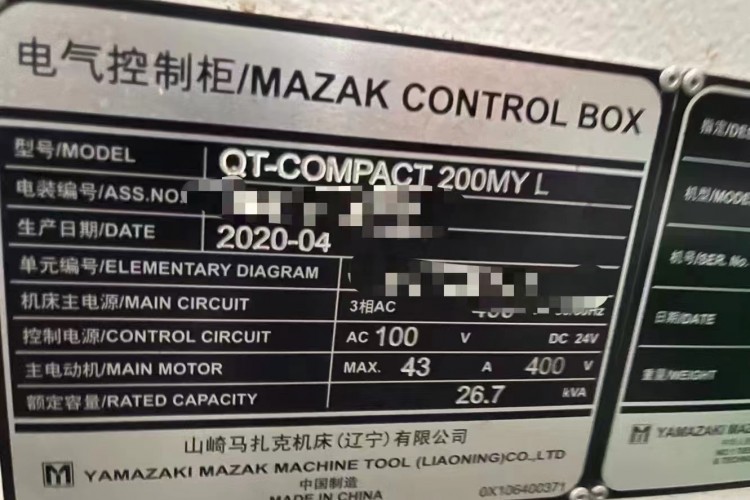 电气控制柜/MAZAK CONTROL BOX
型号/MODEL QT-COMPACT 200MY L
电装编号/ASS.NO.
生产日期/DATE 2020-04
单元编号/ELEMENTARY DIAGRAM
机床主电源/MAIN CIRCUIT 3相AC
控制电源/CONTROL CIRCUIT AC 100 V DC 24V
主电动机/MAIN MOTOR MAX. 43 A 400 V
额定容量/RATED CAPACITY 26.7 kVA
山崎马扎克机床(辽宁)有限公司
M YAMAZAKI MAZAK MACHINE TOOL (LIAONING)CO.,LTD
中国制造
MADE IN CHINA 0X106400371
机型/MODE
机号/SER. No.
日期/DATE
重量/WEIGHT
M YAMAZAKI MAZA